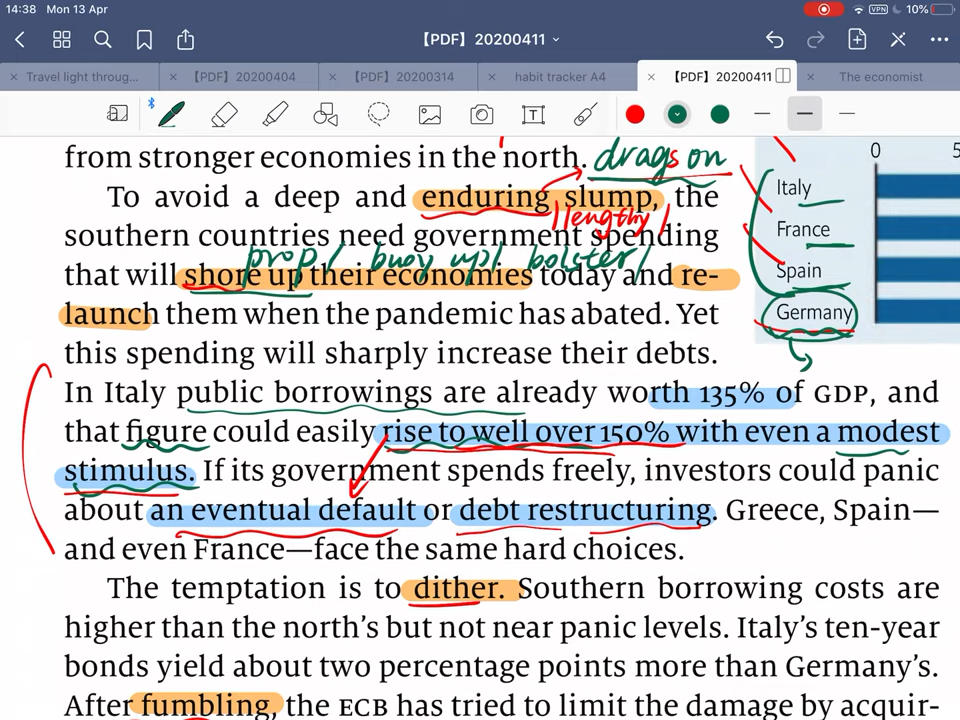 14:38 Mon 13 Apr
VPN 10%
【PDF】20200411
Travel light throug...
【PDF】20200404
【PDF】20200314
habit tracker A4
【PDF】20200411
The economist
from stronger economies in the north. drags on
To avoid a deep and enduring slump, the
/lengthy/
southern countries need government spending
prop/ buoy up/ bolster/
that will shore up their economies today and re-
launch them when the pandemic has abated. Yet
this spending will sharply increase their debts.
In Italy public borrowings are already worth 135% of GDP, and
that figure could easily rise to well over 150% with even a modest
stimulus. If its government spends freely, investors could panic
about an eventual default or debt restructuring. Greece, Spain—
and even France—face the same hard choices.
The temptation is to dither. Southern borrowing costs are
higher than the north's but not near panic levels. Italy's ten-year
bonds yield about two percentage points more than Germany's.
After fumbling, the ECB has tried to limit the damage by acquir-
0 5
Italy
France
Spain
Germany